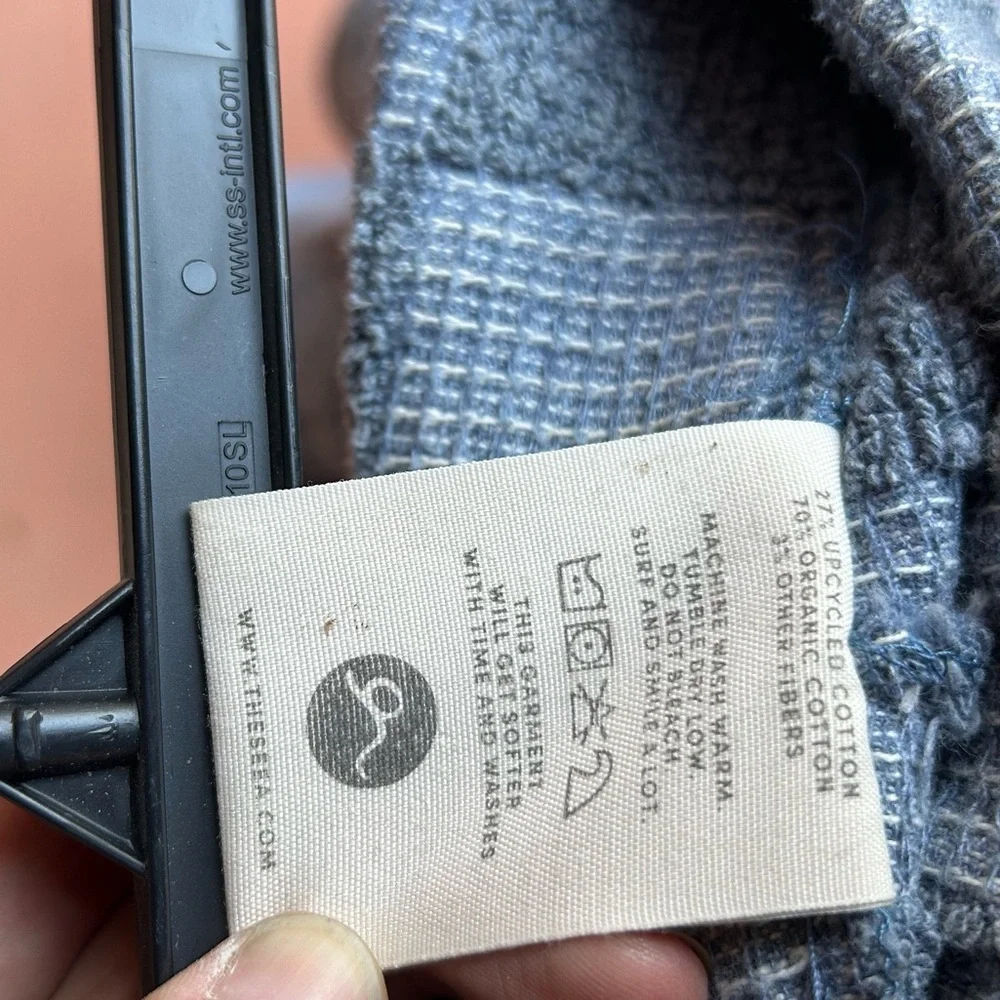 27% UPCYCLED COTTON
70% ORGANIC COTTON
3% OTHER FIBERS
MACHINE WASH WARM.
TUMBLE DRY LOW.
DO NOT BLEACH.
SURF AND SMILE A LOT.
THIS GARMENT
WILL GET SOFTER
WITH TIME AND WASHES
WWW.THESEEA.COM
www.ss-intl.com